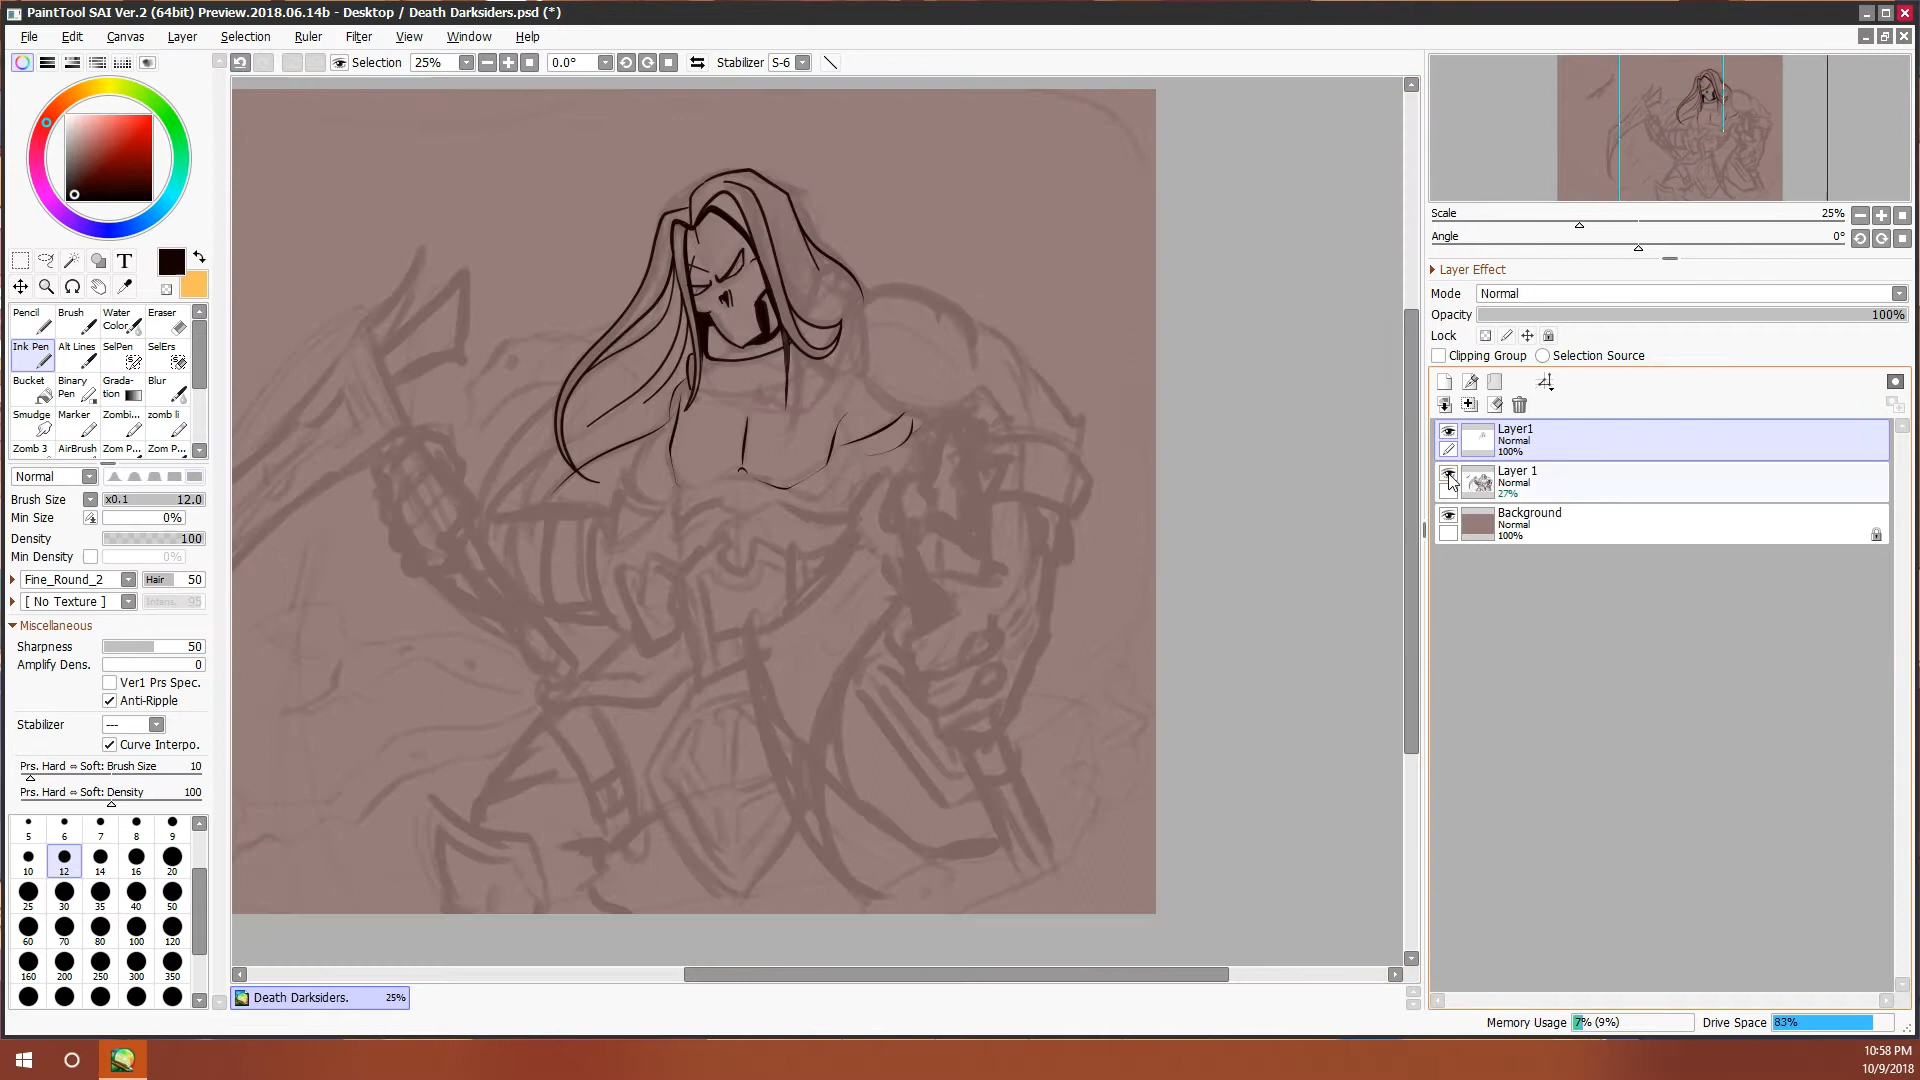 PaintTool SAI Ver.2 (64bit) Preview.2018.06.14b - Desktop / Death Darksiders.psd (*)
File Edit Canvas Layer Selection Ruler Filter View Window Help
Selection 25% 0.0° Stabilizer S-6
Scale 25%
Angle 0°
Layer Effect
Mode Normal
Opacity 100%
Lock
Clipping Group Selection Source
Layer1
Normal
100%
Layer 1
Normal
27%
Background
Normal
100%
T
Pencil Brush Water Color Eraser
Ink Pen Alt Lines SelPen SelErs
Bucket Binary Pen Grada-tion Blur
Smudge Marker Zombi... zomb li
Zomb 3 AirBrush Zom P... Zom P...
Normal
Brush Size x0.1 12.0
Min Size 0%
Density 100
Min Density 0%
Fine_Round_2 Hair 50
[ No Texture ] Intens. 95
Miscellaneous
Sharpness 50
Amplify Dens. 0
Ver1 Prs Spec.
Anti-Ripple
Stabilizer ---
Curve Interpo.
Prs. Hard ⇔ Soft: Brush Size 10
Prs. Hard ⇔ Soft: Density 100
5 6 7 8 9
10 12 14 16 20
25 30 35 40 50
60 70 80 100 120
160 200 250 300 350
Death Darksiders. 25%
Memory Usage 7% (9%) Drive Space 83%
10:58 PM
10/9/2018